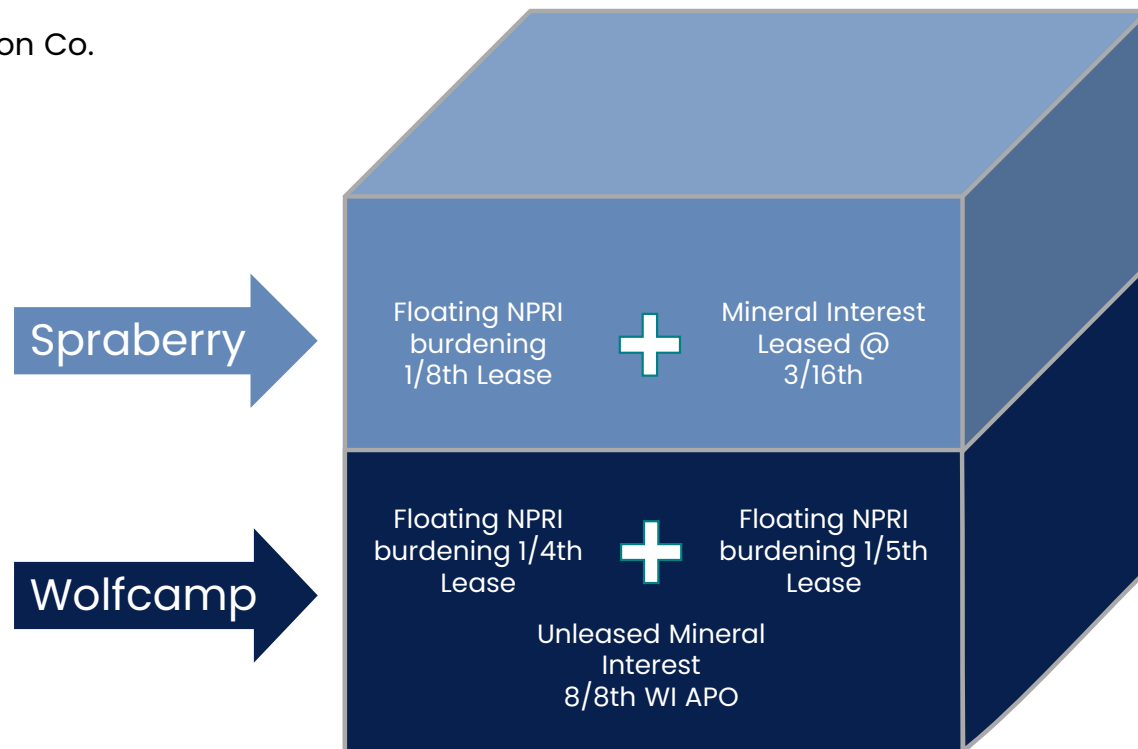 on Co.
Spraberry
Floating NPRI
burdening
1/8th Lease
Mineral Interest
Leased @
3/16th
Wolfcamp
Floating NPRI
burdening 1/4th
Lease
Floating NPRI
burdening 1/5th
Lease
Unleased Mineral
Interest
8/8th WI APO